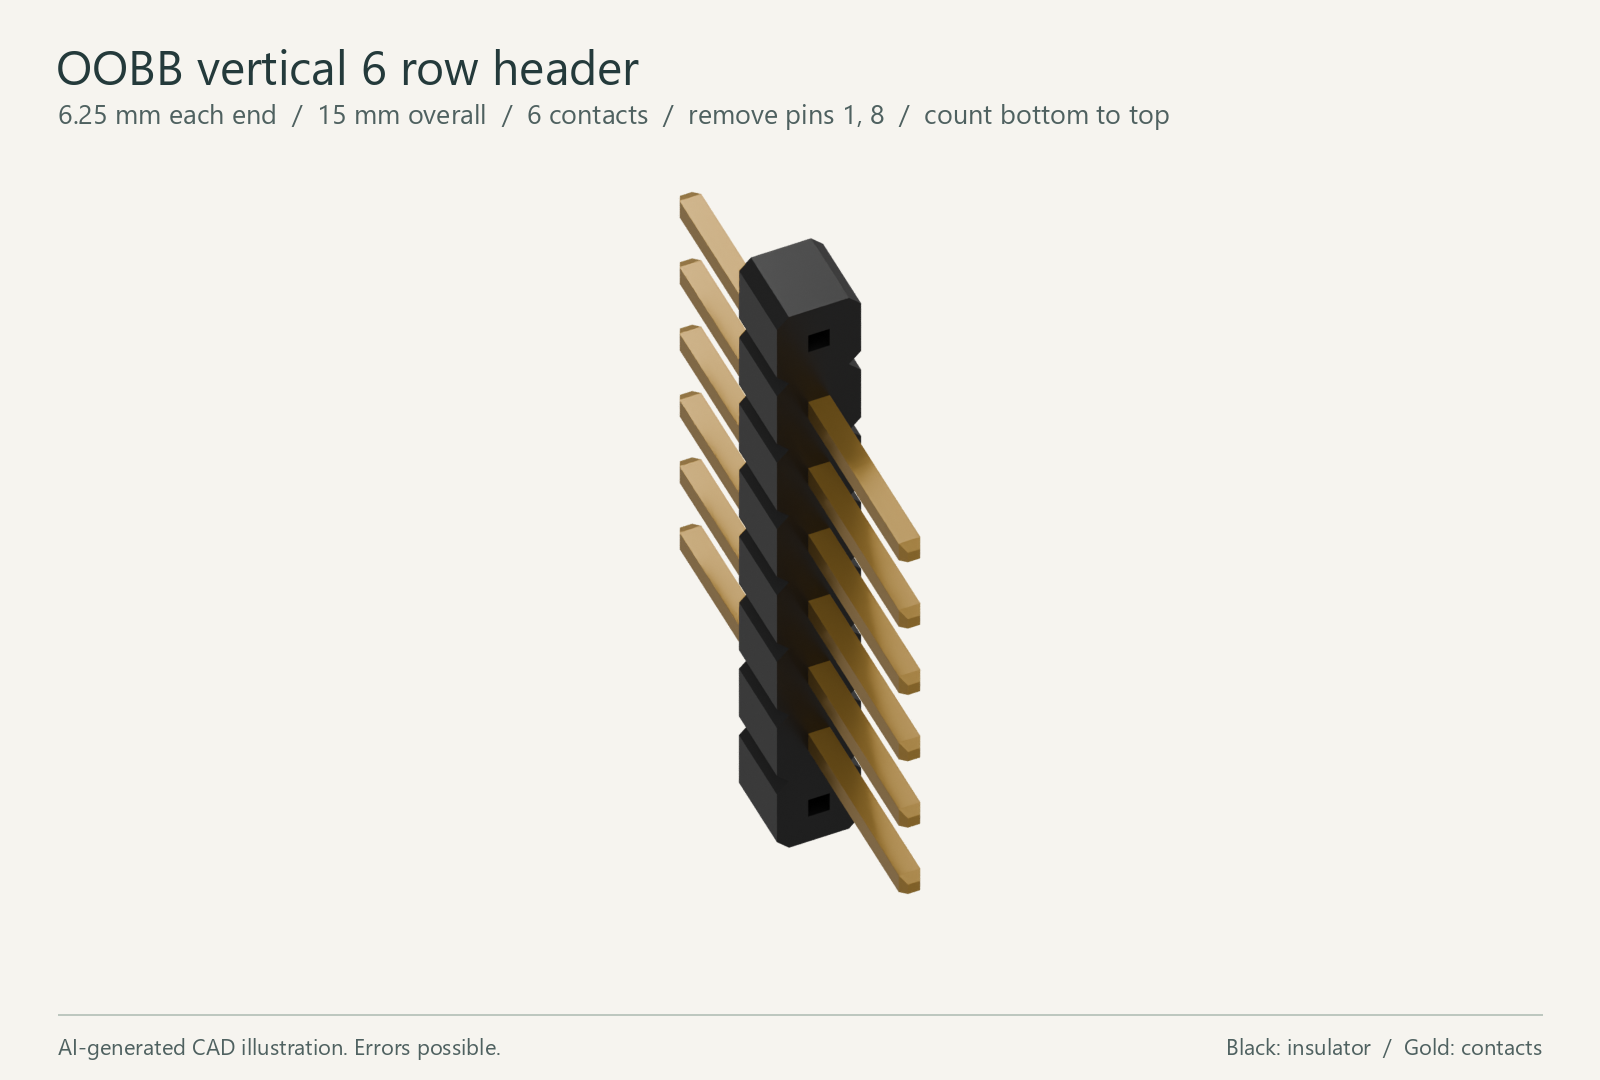 OOBB vertical 6 row header
6.25 mm each end / 15 mm overall / 6 contacts / remove pins 1, 8 / count bottom to top
AI-generated CAD illustration. Errors possible.
Black: insulator / Gold: contacts